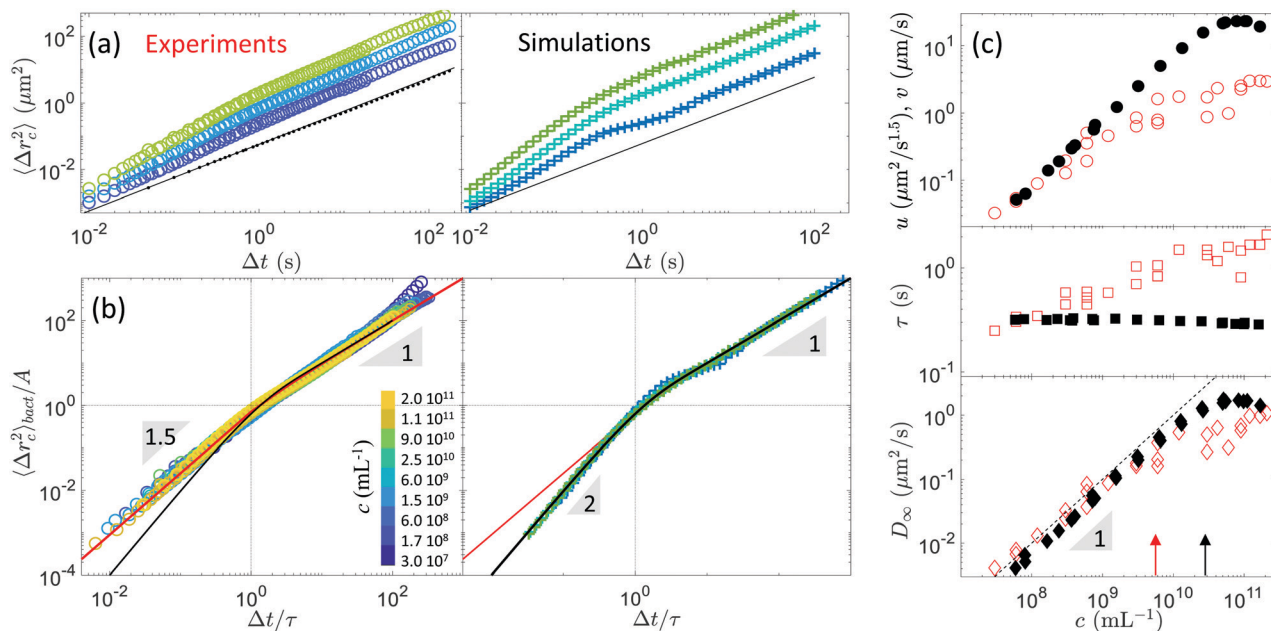 (a) Experiments
Simulations
⟨Δr_c^2⟩ (μm²)
10^2
10^0
10^-2
10^-2 10^0 10^2
Δt (s)
10^-2 10^0 10^2
Δt (s)
(b)
⟨Δr_c^2⟩_bact/A
10^2
10^0
10^-2
10^-4
1.5
1
c (mL^-1)
2.0 10^11
1.1 10^11
9.0 10^10
2.5 10^10
6.0 10^9
1.5 10^9
6.0 10^8
1.7 10^8
3.0 10^7
10^-2 10^0 10^2
Δt/τ
2
1
10^0 10^2
Δt/τ
(c)
u (μm²/s^1.5), v (μm/s)
10^1
10^0
10^-1
τ (s)
10^0
10^-1
D_∞ (μm²/s)
10^0
10^-2
1
10^8 10^9 10^10 10^11
c (mL^-1)